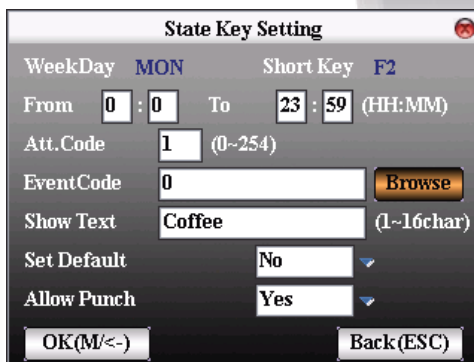 State Key Setting
WeekDay MON Short Key F2
From 0 : 0 To 23 : 59 (HH:MM)
Att.Code 1 (0~254)
EventCode 0 Browse
Show Text Coffee (1~16char)
Set Default No
Allow Punch Yes
OK(M/<-) Back(ESC)